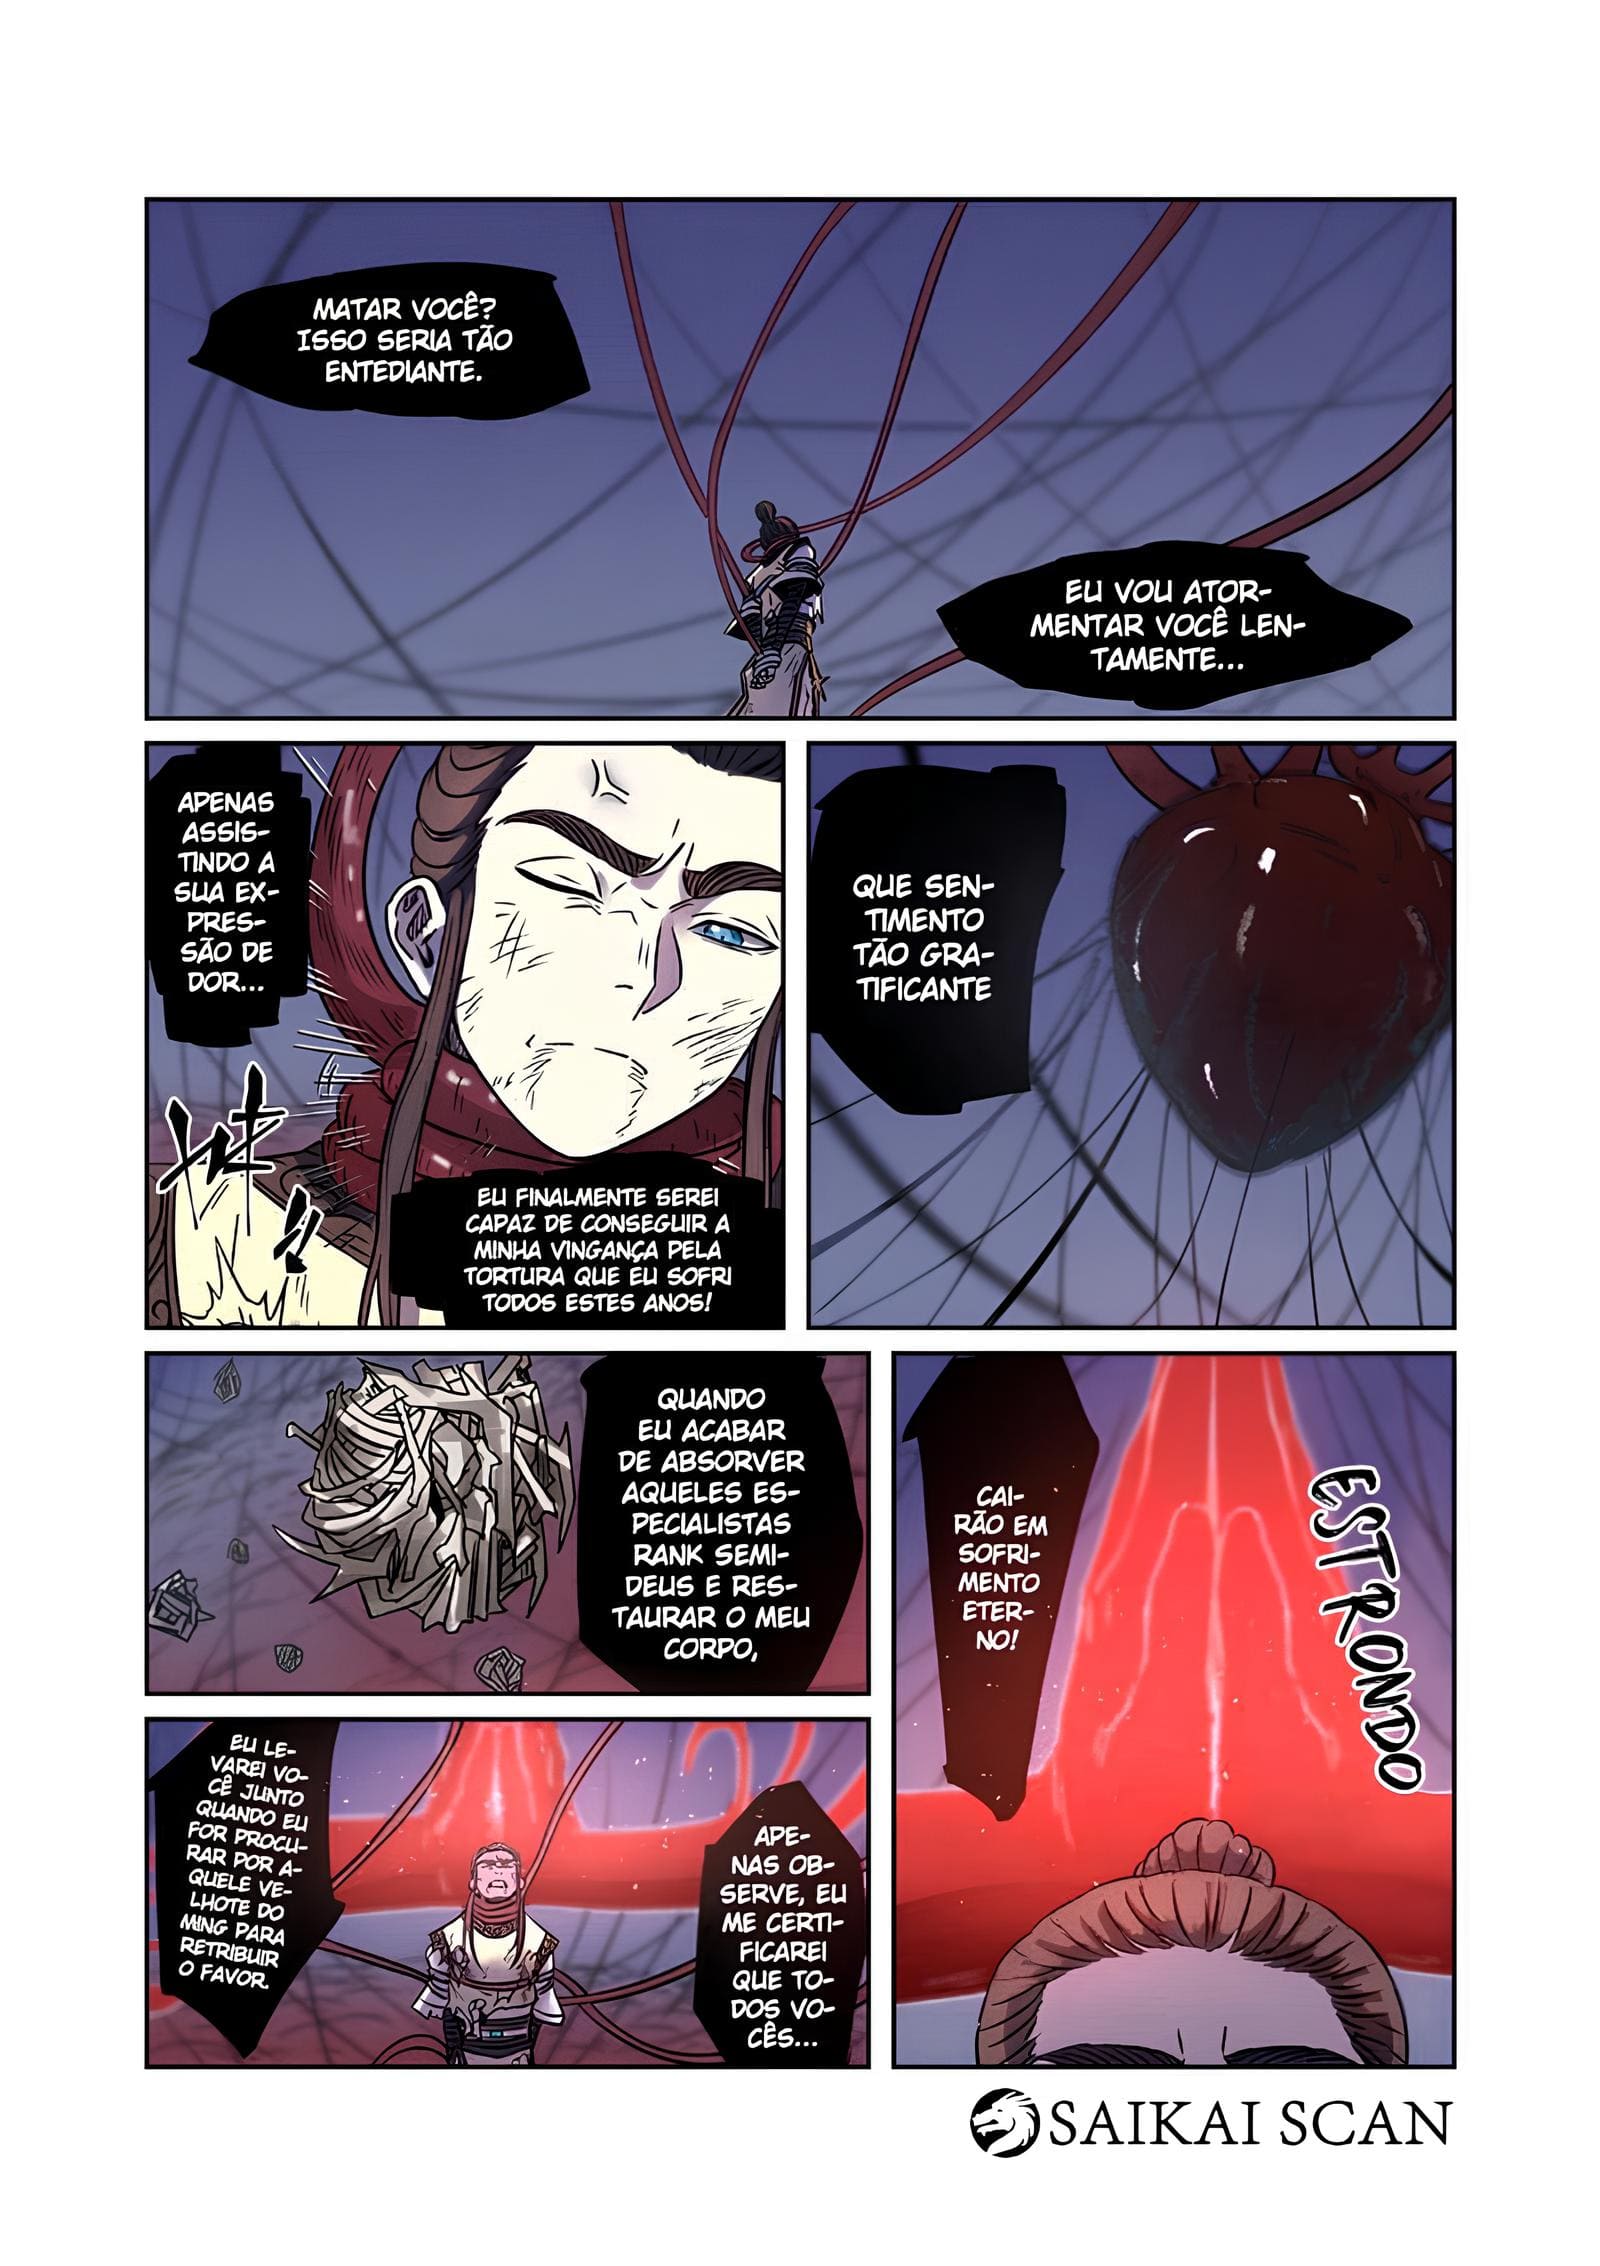 MATAR VOCÊ?
ISSO SERIA TÃO
ENTEDIANTE.
EU VOU ATOR-
MENTAR VOCÊ LEN-
TAMENTE...
APENAS
ASSIS-
TINDO A
SUA EX-
PRES-
SÃO DE
DOR...
EU FINALMENTE SEREI
CAPAZ DE CONSEGUIR A
MINHA VINGANÇA PELA
TORTURA QUE EU SOFRI
TODOS ESTES ANOS!
QUE SEN-
TIMENTO
TÃO GRA-
TIFICANTE
QUANDO
EU ACABAR
DE ABSORVER
AQUELES ES-
PECIALISTAS
RANK SEMI-
DEUS E RES-
TAURAR O MEU
CORPO,
EU LE-
VAREI VO-
CÊ JUNTO
QUANDO EU
FOR PROCU-
RAR POR A-
QUELE VE-
LHOTE DO
MING PARA
RETRIBUIR
O FAVOR.
APE-
NAS OB-
SERVE, EU
ME CERTI-
FICAREI
QUE TO-
DOS VO-
CÊS...
CAI-
RÃO EM
SOFRI-
MENTO
ETER-
NO!
ESTRONDO
SAIKAI SCAN